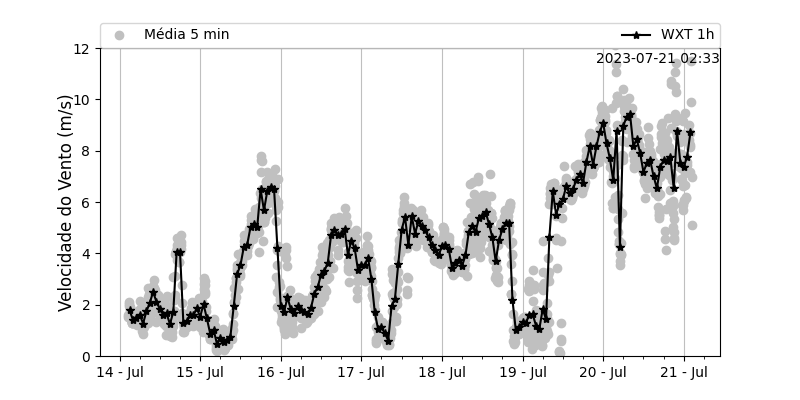 Média 5 min
WXT 1h
2023-07-21 02:33
Velocidade do Vento (m/s)
12
10
8
6
4
2
0
14 - Jul
15 - Jul
16 - Jul
17 - Jul
18 - Jul
19 - Jul
20 - Jul
21 - Jul